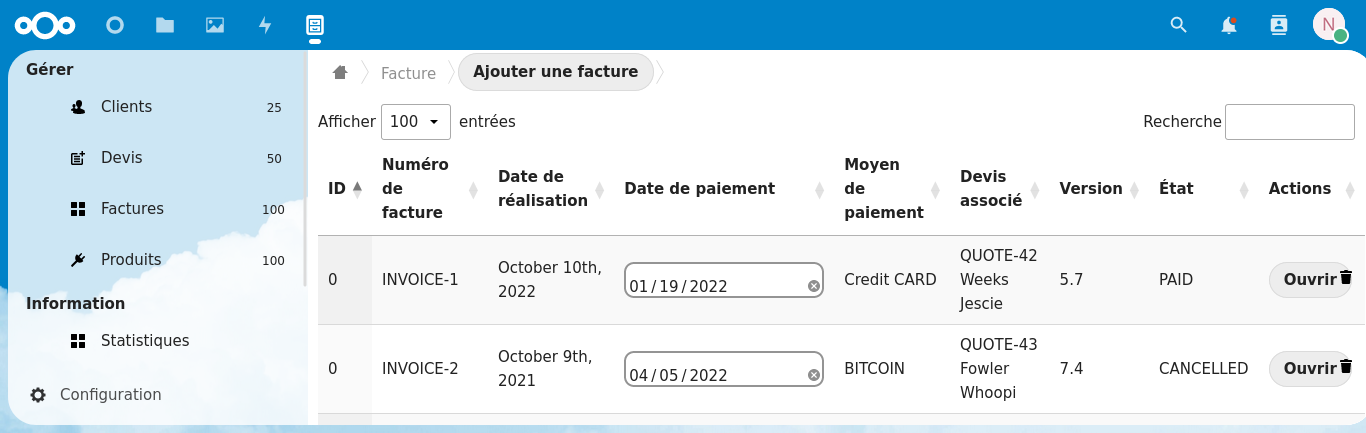 N
Gérer
Clients 25
Devis 50
Factures 100
Produits 100
Information
Statistiques
Configuration
Facture
Ajouter une facture
Afficher 100 entrées
Recherche
ID
Numéro
de
facture
Date de
réalisation
Date de paiement
Moyen
de
paiement
Devis
associé
Version
État
Actions
0
INVOICE-1
October 10th,
2022
01/19/2022
Credit CARD
QUOTE-42
Weeks
Jescie
5.7
PAID
Ouvrir
0
INVOICE-2
October 9th,
2021
04/05/2022
BITCOIN
QUOTE-43
Fowler
Whoopi
7.4
CANCELLED
Ouvrir